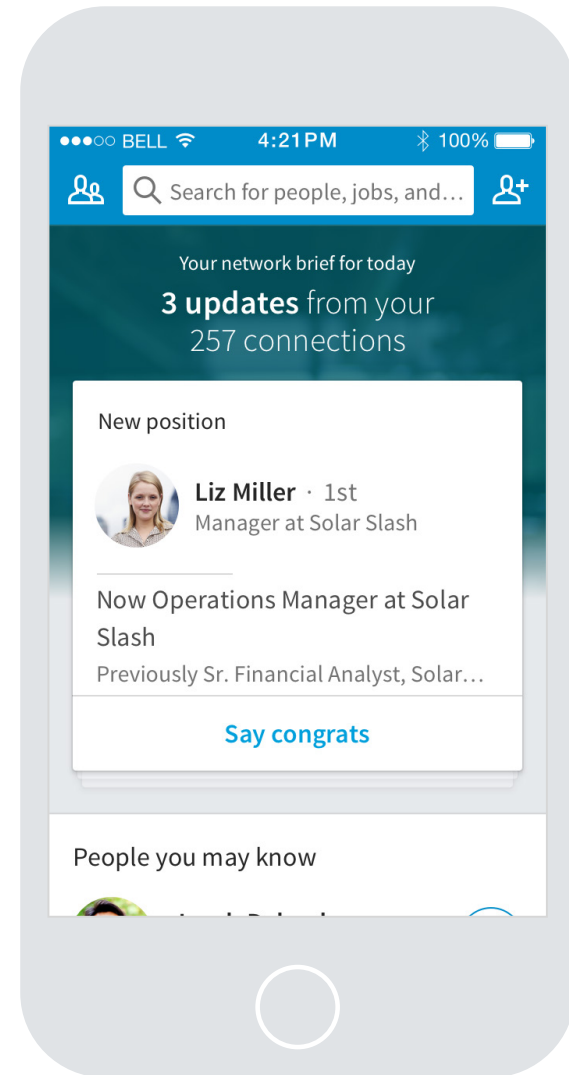 BELL 4:21PM 100%
Search for people, jobs, and...
Your network brief for today
3 updates from your
257 connections
New position
Liz Miller · 1st
Manager at Solar Slash
Now Operations Manager at Solar
Slash
Previously Sr. Financial Analyst, Solar...
Say congrats
People you may know